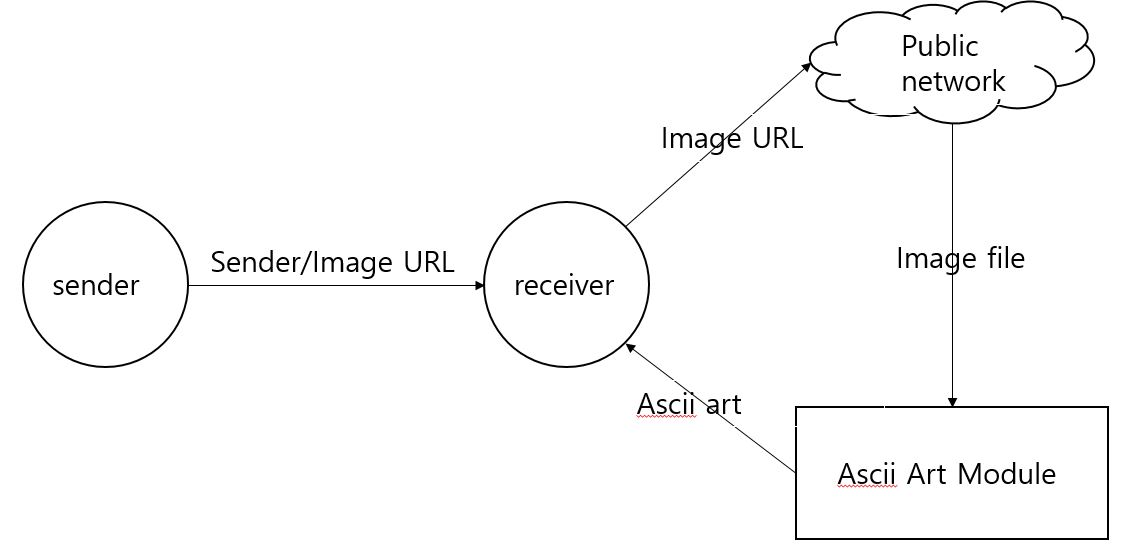 Public
network
Image URL
Sender/Image URL
sender
receiver
Image file
Ascii art
Ascii Art Module